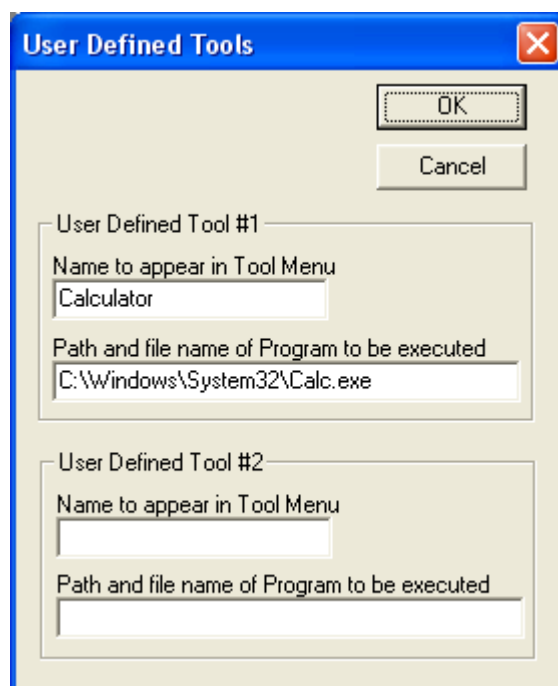 User Defined Tools
OK
Cancel
User Defined Tool #1
Name to appear in Tool Menu
Calculator
Path and file name of Program to be executed
C:\Windows\System32\Calc.exe
User Defined Tool #2
Name to appear in Tool Menu
Path and file name of Program to be executed